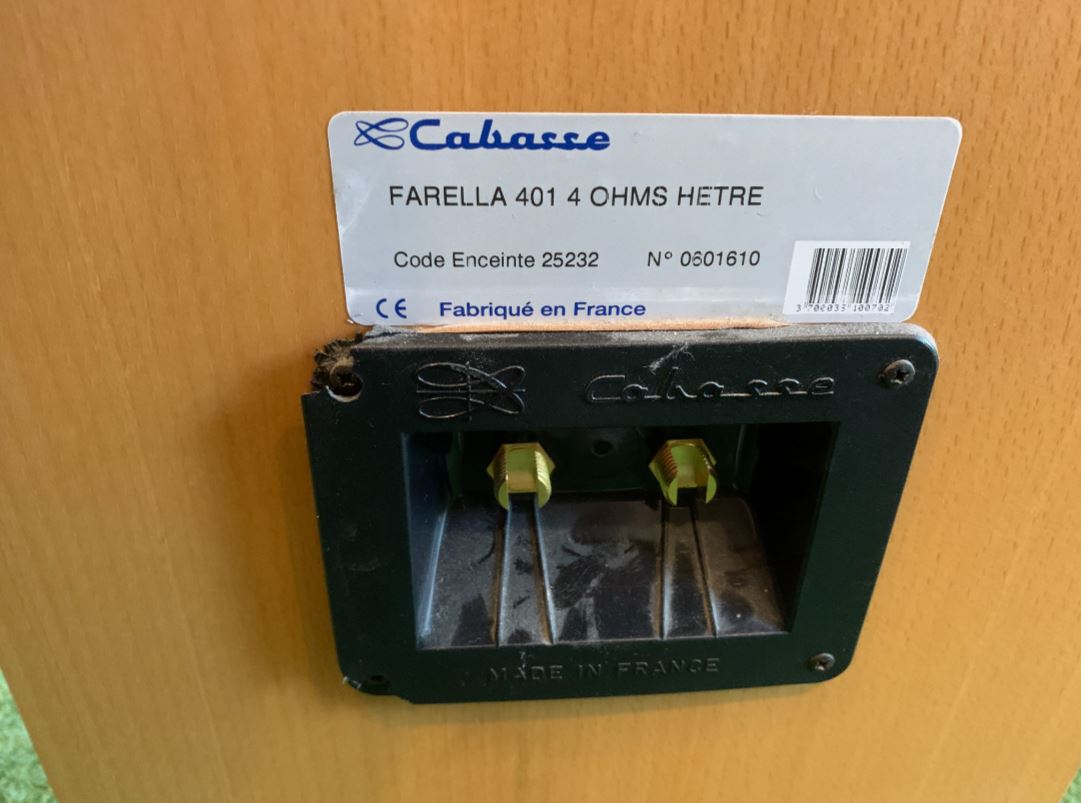 Cabasse
FARELLA 401 4 OHMS HETRE
Code Enceinte 25232 N° 0601610
CE Fabriqué en France
Cabasse
MADE IN FRANCE